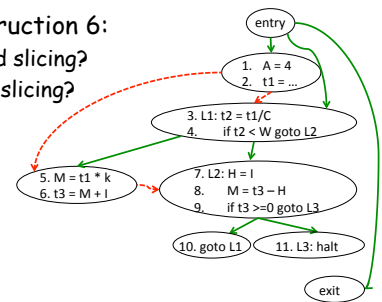 ruction 6:
d slicing?
slicing?
entry
1. A = 4
2. t1 = ...
3. L1: t2 = t1/C
4. if t2 < W goto L2
5. M = t1 * k
6. t3 = M + I
7. L2: H = I
8. M = t3 – H
9. if t3 >=0 goto L3
10. goto L1
11. L3: halt
exit